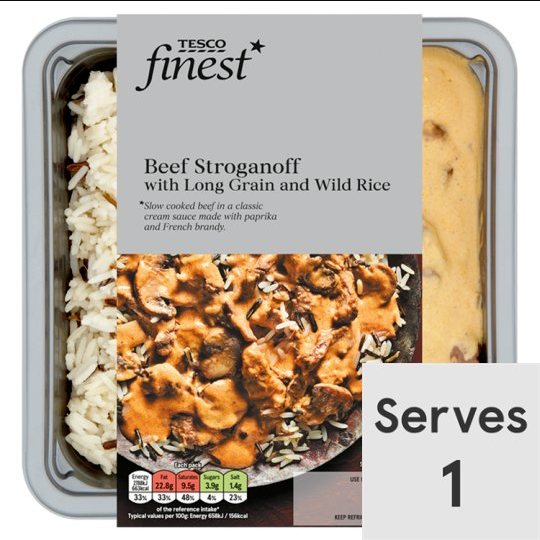 TESCO
finest*
Beef Stroganoff
with Long Grain and Wild Rice
*Slow cooked beef in a classic
cream sauce made with paprika
and French brandy.
Each pack
Energy Fat Saturates Sugars Salt
22.8g 9.5g 3.9g 1.4g
663kcal
33% 33% 48% 4% 23%
of the reference intake*
Typical values per 100g: Energy 658kJ / 156kcal
USE
KEEP REFRI
Serves
1